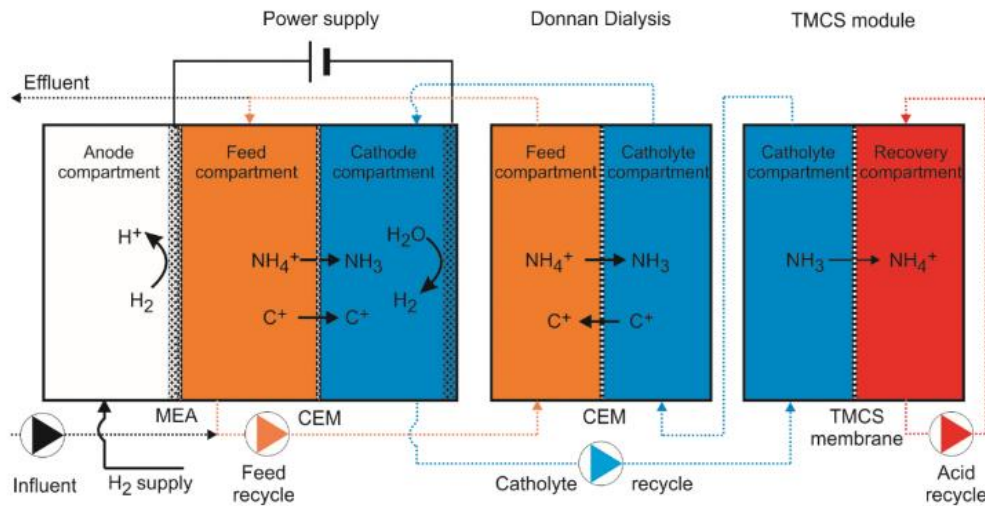 Power supply
Donnan Dialysis
TMCS module
Effluent
Anode
compartment
Feed
compartment
Cathode
compartment
Feed
compartment
Catholyte
compartment
Catholyte
compartment
Recovery
compartment
H+
H2
NH4+
NH3
C+
C+
H2O
H2
NH4+
NH3
C+
C+
NH3
NH4+
MEA
CEM
CEM
TMCS
membrane
Influent
H2 supply
Feed
recycle
Catholyte
recycle
Acid
recycle